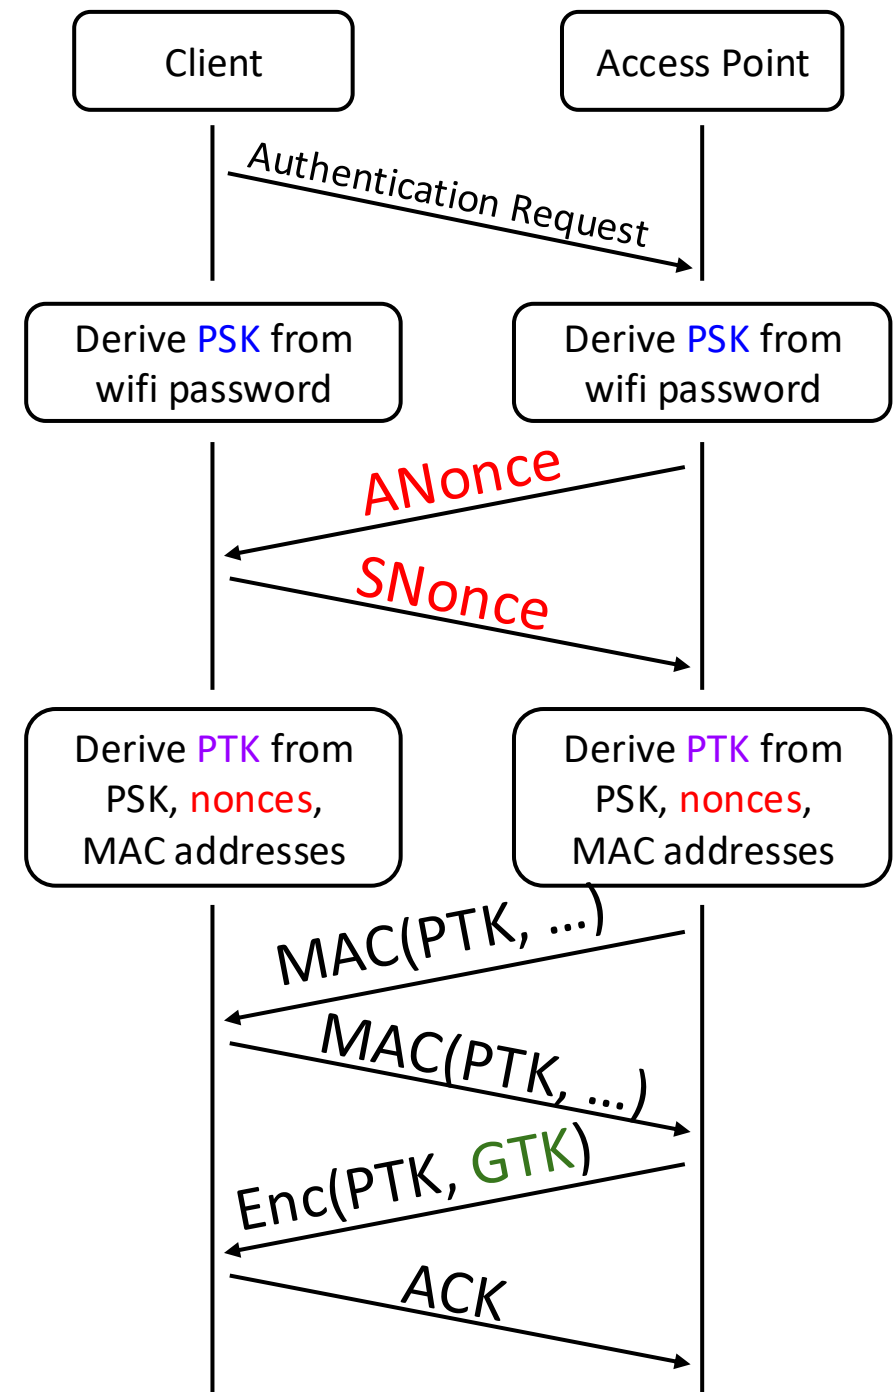 Client
Access Point
Authentication Request
Derive PSK from
wifi password
Derive PSK from
wifi password
ANonce
SNonce
Derive PTK from
PSK, nonces,
MAC addresses
Derive PTK from
PSK, nonces,
MAC addresses
MAC(PTK, …)
MAC(PTK, …)
Enc(PTK, GTK)
ACK